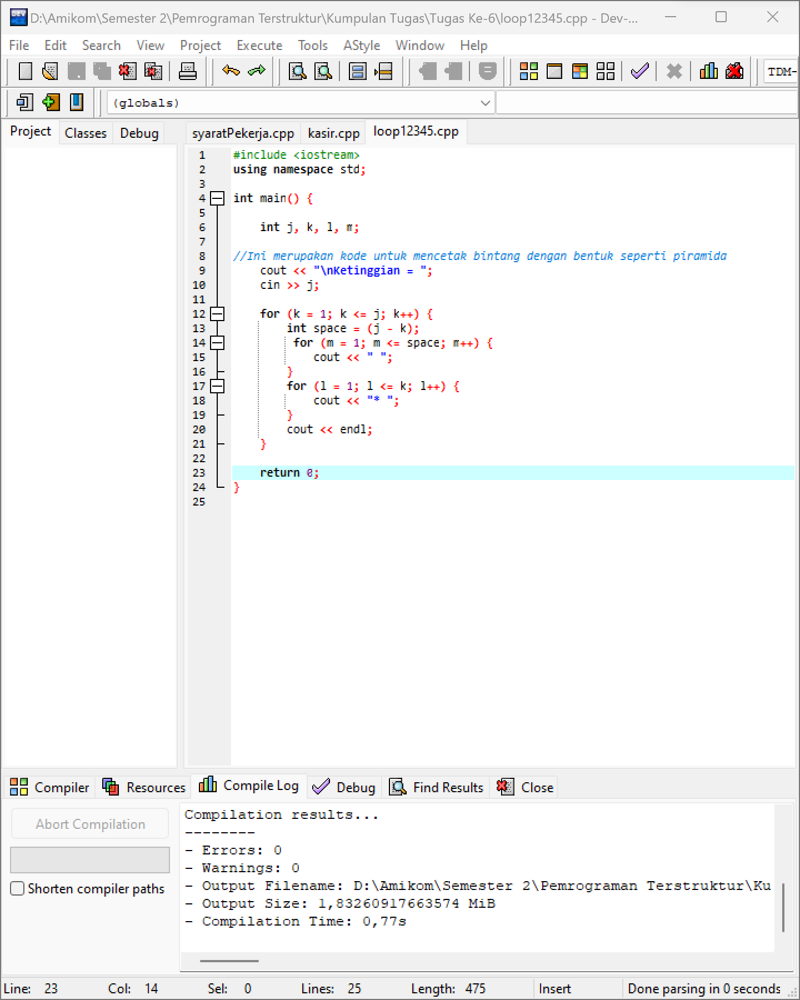 D:\Amikom\Semester 2\Pemrograman Terstruktur\Kumpulan Tugas\Tugas Ke-6\loop12345.cpp - Dev-...
File Edit Search View Project Execute Tools AStyle Window Help
TDM-
(globals)
Project Classes Debug syaratPekerja.cpp kasir.cpp loop12345.cpp
1 #include <iostream>
2 using namespace std;
3
4 int main() {
5
6     int j, k, l, m;
7
8 //Ini merupakan kode untuk mencetak bintang dengan bentuk seperti piramida
9     cout << "\nKetinggian = ";
10     cin >> j;
11
12     for (k = 1; k <= j; k++) {
13         int space = (j - k);
14          for (m = 1; m <= space; m++) {
15             cout << " ";
16         }
17         for (l = 1; l <= k; l++) {
18             cout << "* ";
19         }
20         cout << endl;
21     }
22
23     return 0;
24 }
25
Compiler Resources Compile Log Debug Find Results Close
Abort Compilation
Shorten compiler paths
Compilation results...
--------
- Errors: 0
- Warnings: 0
- Output Filename: D:\Amikom\Semester 2\Pemrograman Terstruktur\Ku
- Output Size: 1,83260917663574 MiB
- Compilation Time: 0,77s
Line: 23 Col: 14 Sel: 0 Lines: 25 Length: 475 Insert Done parsing in 0 seconds